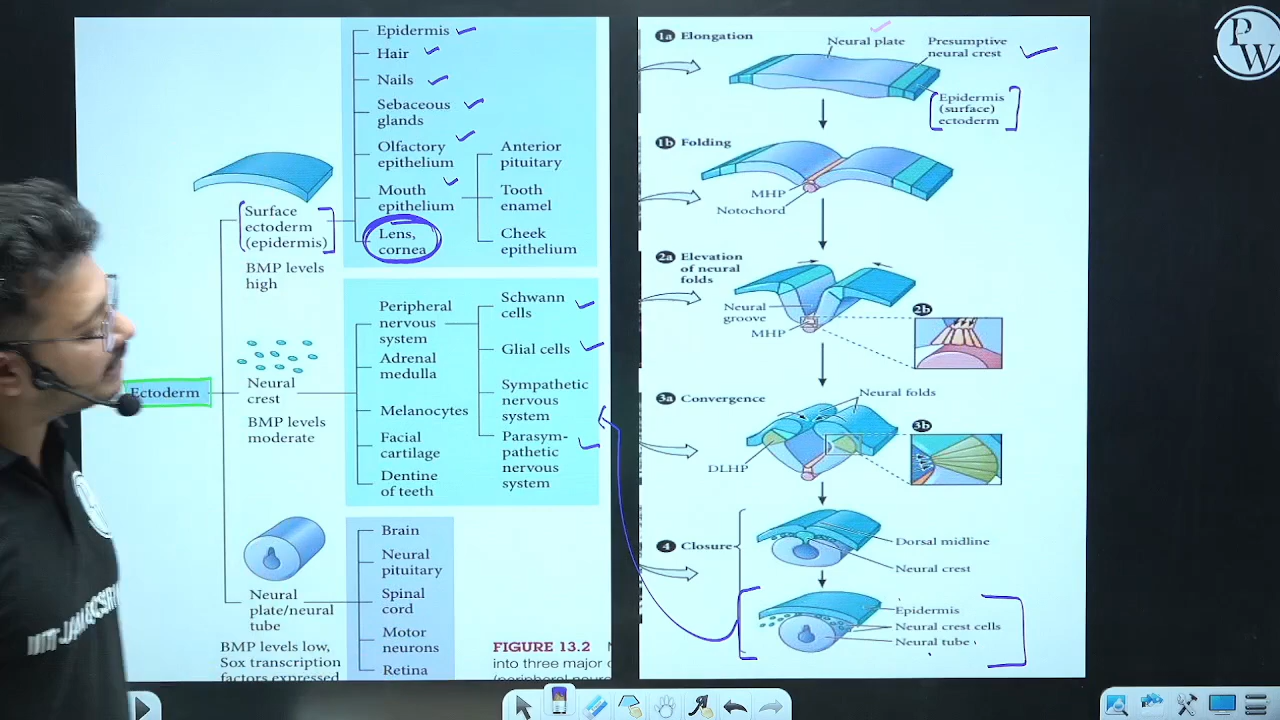 Epidermis
Hair
Nails
Sebaceous
glands
Olfactory
epithelium
Mouth
epithelium
Lens,
cornea
Anterior
pituitary
Tooth
enamel
Cheek
epithelium
Surface
ectoderm
(epidermis)
BMP levels
high
Peripheral
nervous
system
Adrenal
medulla
Melanocytes
Facial
cartilage
Dentine
of teeth
Schwann
cells
Glial cells
Sympathetic
nervous
system
Parasym-
pathetic
nervous
system
Ectoderm
Neural
crest
BMP levels
moderate
Brain
Neural
pituitary
Spinal
cord
Motor
neurons
Retina
Neural
plate/neural
tube
BMP levels low,
Sox transcription
factors expressed
FIGURE 13.2
into three major
1a Elongation
Neural plate
Presumptive
neural crest
Epidermis
(surface)
ectoderm
1b Folding
MHP
Notochord
2a Elevation
of neural
folds
Neural
groove
MHP
2b
3a Convergence
Neural folds
3b
DLHP
4 Closure
Dorsal midline
Neural crest
Epidermis
Neural crest cells
Neural tube
PW